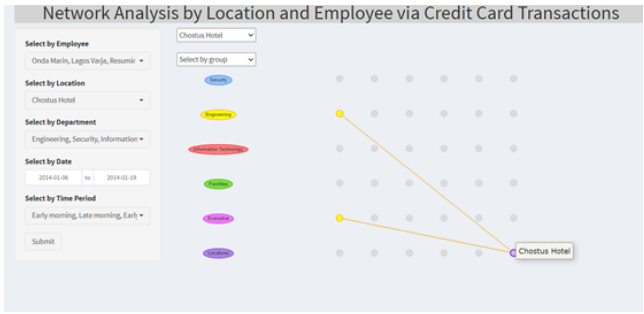 Network Analysis by Location and Employee via Credit Card Transactions
Select by Employee
Onda Marin, Lagos Varja, Resumir
Select by Location
Chostus Hotel
Select by Department
Engineering, Security, Information
Select by Date
2014-01-06 to 2014-01-19
Select by Time Period
Early morning, Late morning, Early
Submit
Chostus Hotel
Select by group
Security
Engineering
Information Technology
Facilities
Executive
Locations
Chostus Hotel